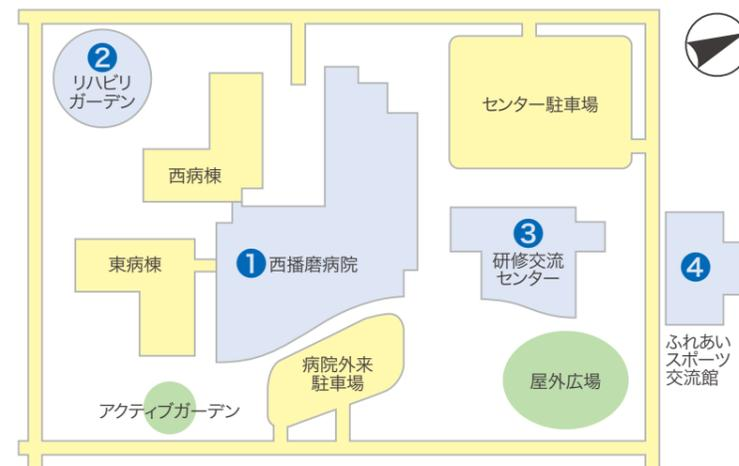 2
リハビリ
ガーデン
センター駐車場
西病棟
東病棟
1 西播磨病院
3
研修交流
センター
4
ふれあい
スポーツ
交流館
病院外来
駐車場
屋外広場
アクティブガーデン